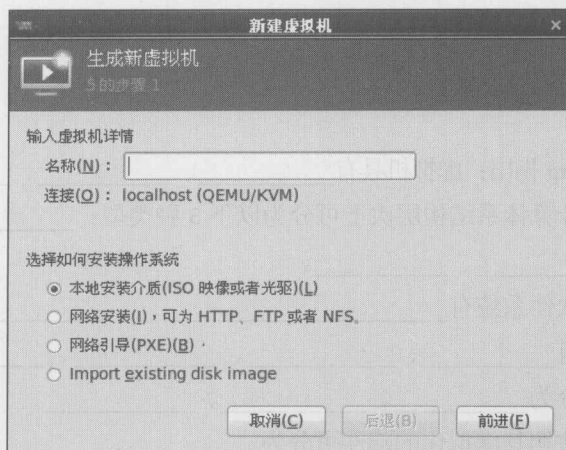 新建虚拟机
生成新虚拟机
5 的步骤 1
输入虚拟机详情
名称(N)：
连接(O)： localhost (QEMU/KVM)
选择如何安装操作系统
本地安装介质(ISO 映像或者光驱)(L)
网络安装(I)，可为 HTTP、FTP 或者 NFS。
网络引导(PXE)(B)
Import existing disk image
取消(C) 后退(B) 前进(F)